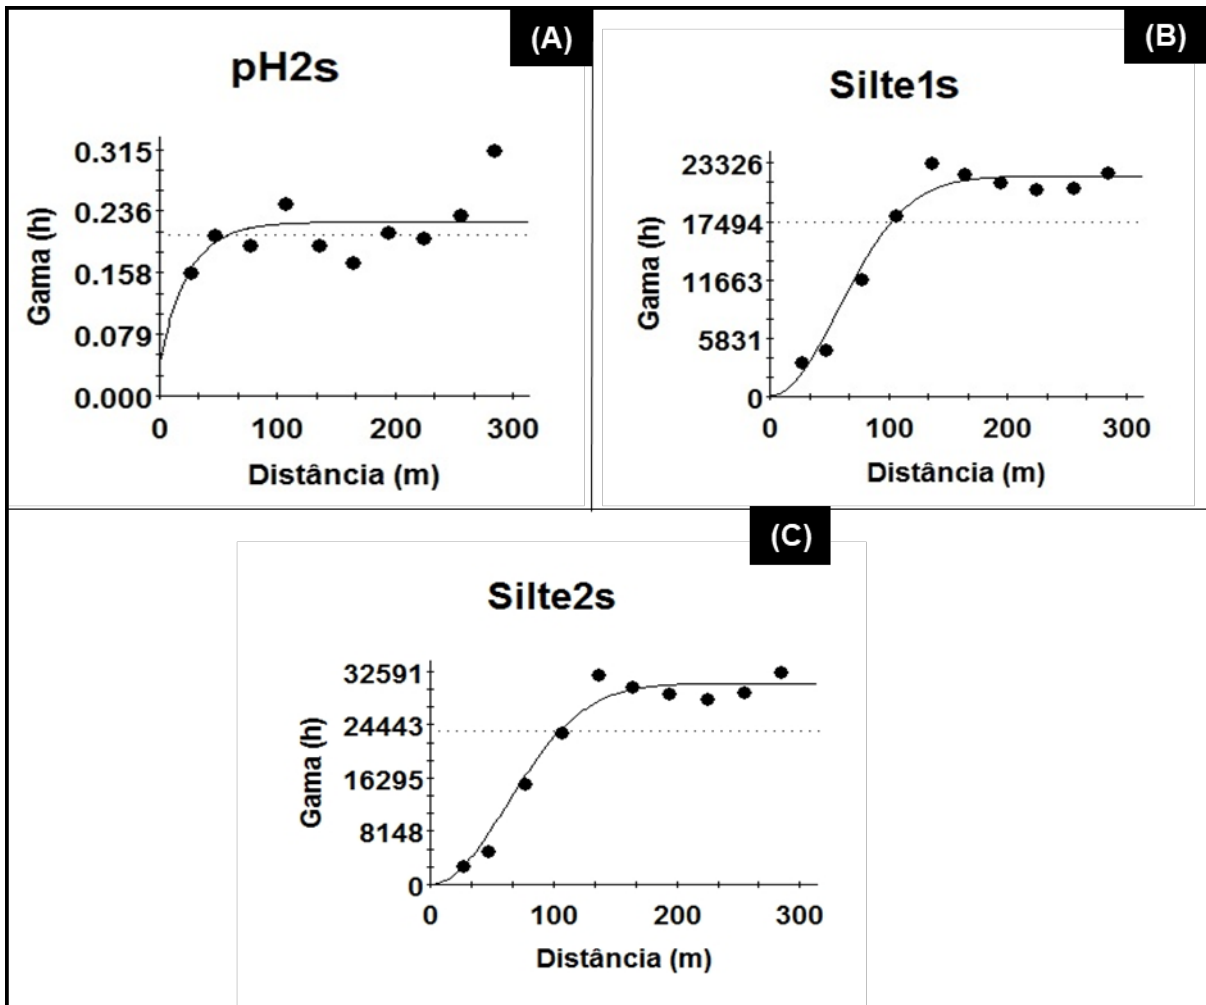 (A)
pH2s
0.315
0.236
0.158
0.079
0.000
Gama (h)
0 100 200 300
Distância (m)
(B)
Silte1s
23326
17494
11663
5831
0
Gama (h)
0 100 200 300
Distância (m)
(C)
Silte2s
32591
24443
16295
8148
0
Gama (h)
0 100 200 300
Distância (m)